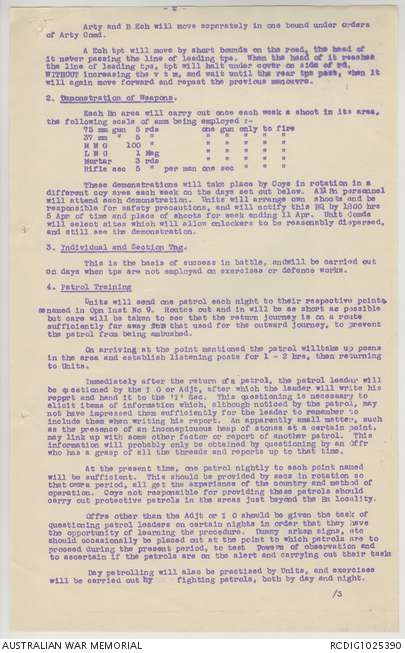 - 2 -
Arty and B Ech will move separately in one bound under orders
of Arty Comd.
A Ech tpt will move by short bounds on the road, the head of
it never passing the line of leading tps. When the head of it reaches
the line of leading tps, tpt will halt under cover on side of rd,
WITHOUT increasing the v t m, and wait until the rear tps pass, when it
will again move forward and repeat the previous manouvre.
2. Demonstration of Weapons.
Each Bn area will carry out once each week a shoot in its area,
the following scale of amm being employed :-
75 mm gun 5 rds one gun only to fire
37 mm " 5 " " " " " "
M M G 100 " " " " " "
L M G 1 Mag " " " " "
Mortar 3 rds " " " " "
Rifle sec 5 " per man one sec " " "
These demonstrations will take place by Coys in rotation in a
different coy area each week on the days set out below. All Bn personnel
will attend each demonstration. Units will arrange own shoots and be
responsible for safety precautions, and will notify this HQ by 1800 hrs
5 Apr of time and place of shoots for week ending 11 Apr. Unit Comds
will select sites which will allow onlookers to be reasonably dispersed,
and still see the demonstration.
3. Individual and Section Tng.
This is the basis of success in battle, andwill be carried out
on days when tps are not employed on exercises or defence works.
4. Patrol Training
Units will send one patrol each night to their respective points,
as named in Opn Inst No 9. Routes out and in will be as short as possible
but care will be taken to see that the return journey is on a route
sufficiently far away from that used for the outward journey, to prevent
the patrol from being ambushed.
On arriving at the point mentioned the patrol willtake up posns
in the area and establish listening posts for 1 - 2 hrs, then returning
to Units.
Immediately after the return of a patrol, the patrol leader will
be questioned by the I O or Adjt, after which the leader will write his
report and hand it to the 'I' Sec. This questioning is necessary to
elicit items of information which, although noticed by the patrol, may
not have impressed them sufficiently for the leader to remember to
include them when writing his report. An apparently small matter, such
as the presence of an inconspicuous heap of stones at a certain point,
may link up with some other factor or report of another patrol. This
information will probably only be obtained by questioning by an Offr
who has a grasp of all the threads and reports up to that time.
At the present time, one patrol nightly to each point named
will be sufficient. This should be provided by secs in rotation so
that overa period, all get the experience of the country and method of
operation. Coys not responsible for providing these patrols should
carry out protective patrols in the areas just beyond the Bn locality.
Offrs other than the Adjt or I O should be given the task of
questioning patrol leaders on certain nights in order that they have
the opportunity of learning the procedure. Dummy arken signs, etc
should occasionally be placed out at the point to which patrols are to
proceed during the present period, to test Powers of observation and
to ascertain if the patrols are on the alert and carrying out their tasks
Day patrolling will also be practised by Units, and exercises
will be carried out by fighting patrols, both by day and night.
/3
AUSTRALIAN WAR MEMORIAL
RCDIG1025390